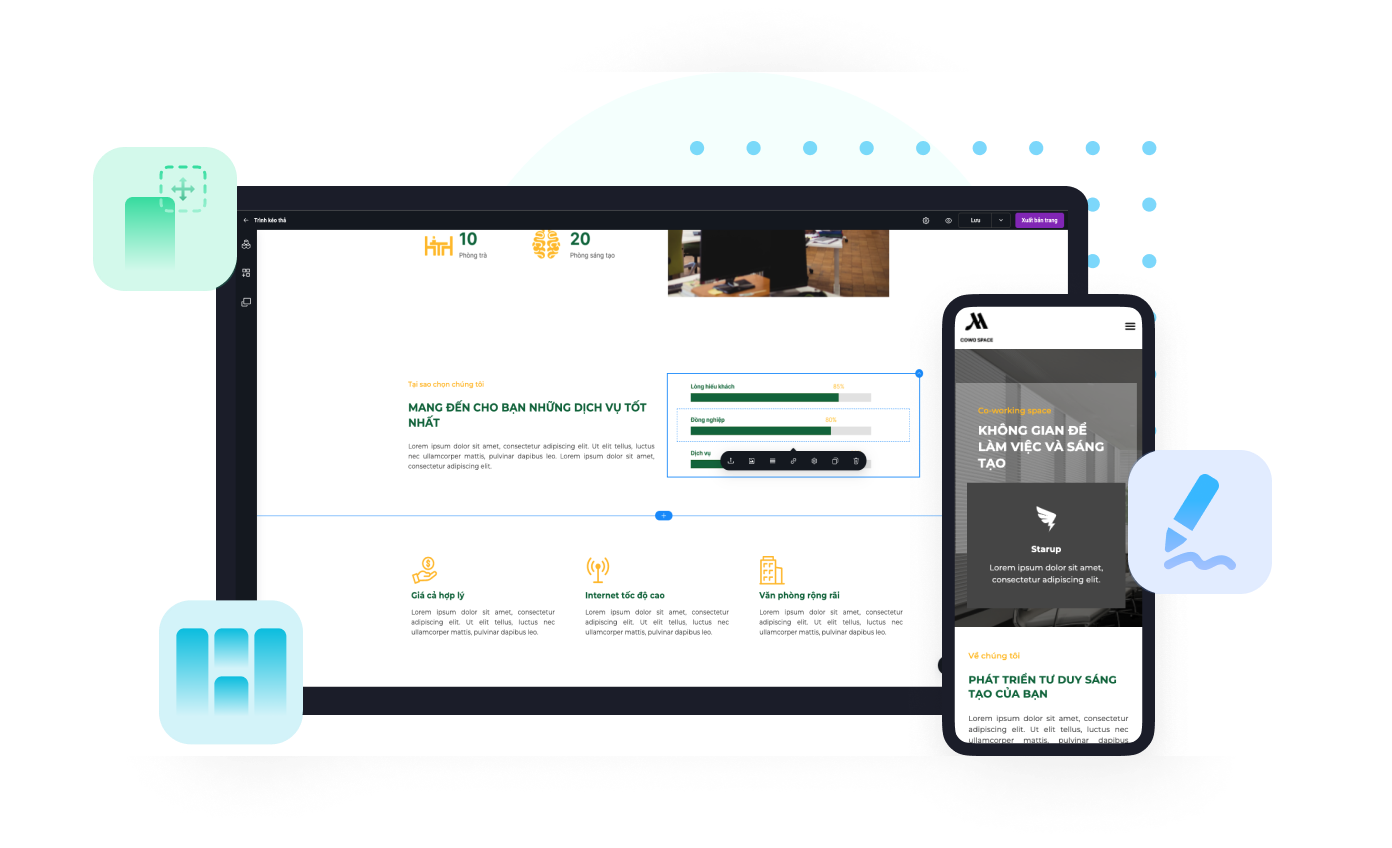 Trình kéo thả
Lưu
Xuất bản trang
10
Phòng trà
20
Phòng sáng tạo
Tại sao chọn chúng tôi
MANG ĐẾN CHO BẠN NHỮNG DỊCH VỤ TỐT
NHẤT
Lorem ipsum dolor sit amet, consectetur adipiscing elit. Ut elit tellus, luctus
nec ullamcorper mattis, pulvinar dapibus leo. Lorem ipsum dolor sit amet,
consectetur adipiscing elit.
Lòng hiếu khách
85%
Đồng nghiệp
80%
Dịch vụ
Giá cả hợp lý
Lorem ipsum dolor sit amet, consectetur
adipiscing elit. Ut elit tellus, luctus nec
ullamcorper mattis, pulvinar dapibus leo.
Internet tốc độ cao
Lorem ipsum dolor sit amet, consectetur
adipiscing elit. Ut elit tellus, luctus nec
ullamcorper mattis, pulvinar dapibus leo.
Văn phòng rộng rãi
Lorem ipsum dolor sit amet, consectetur
adipiscing elit. Ut elit tellus, luctus nec
ullamcorper mattis, pulvinar dapibus leo.
COWO SPACE
Co-working space
KHÔNG GIAN ĐỂ
LÀM VIỆC VÀ SÁNG
TẠO
Starup
Lorem ipsum dolor sit amet,
consectetur adipiscing elit.
Về chúng tôi
PHÁT TRIỂN TƯ DUY SÁNG
TẠO CỦA BẠN
Lorem ipsum dolor sit amet, consectetur
adipiscing elit. Ut elit tellus, luctus nec
ullamcorper mattis, pulvinar dapibus